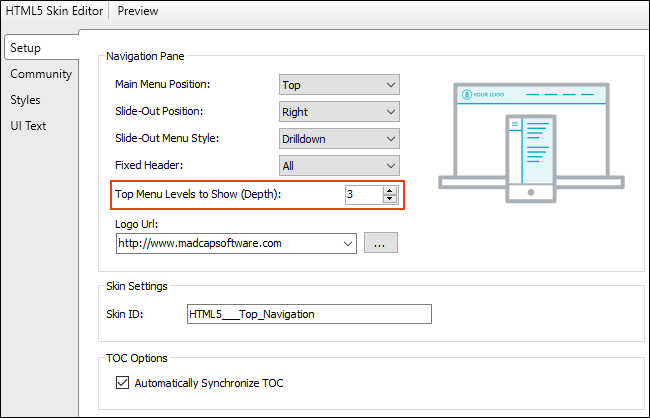 HTML5 Skin Editor Preview
Setup
Community
Styles
UI Text
Navigation Pane
Main Menu Position: Top
Slide-Out Position: Right
Slide-Out Menu Style: Drilldown
Fixed Header: All
Top Menu Levels to Show (Depth): 3
Logo Url:
http://www.madcapsoftware.com ...
YOUR LOGO
Skin Settings
Skin ID: HTML5___Top_Navigation
TOC Options
Automatically Synchronize TOC